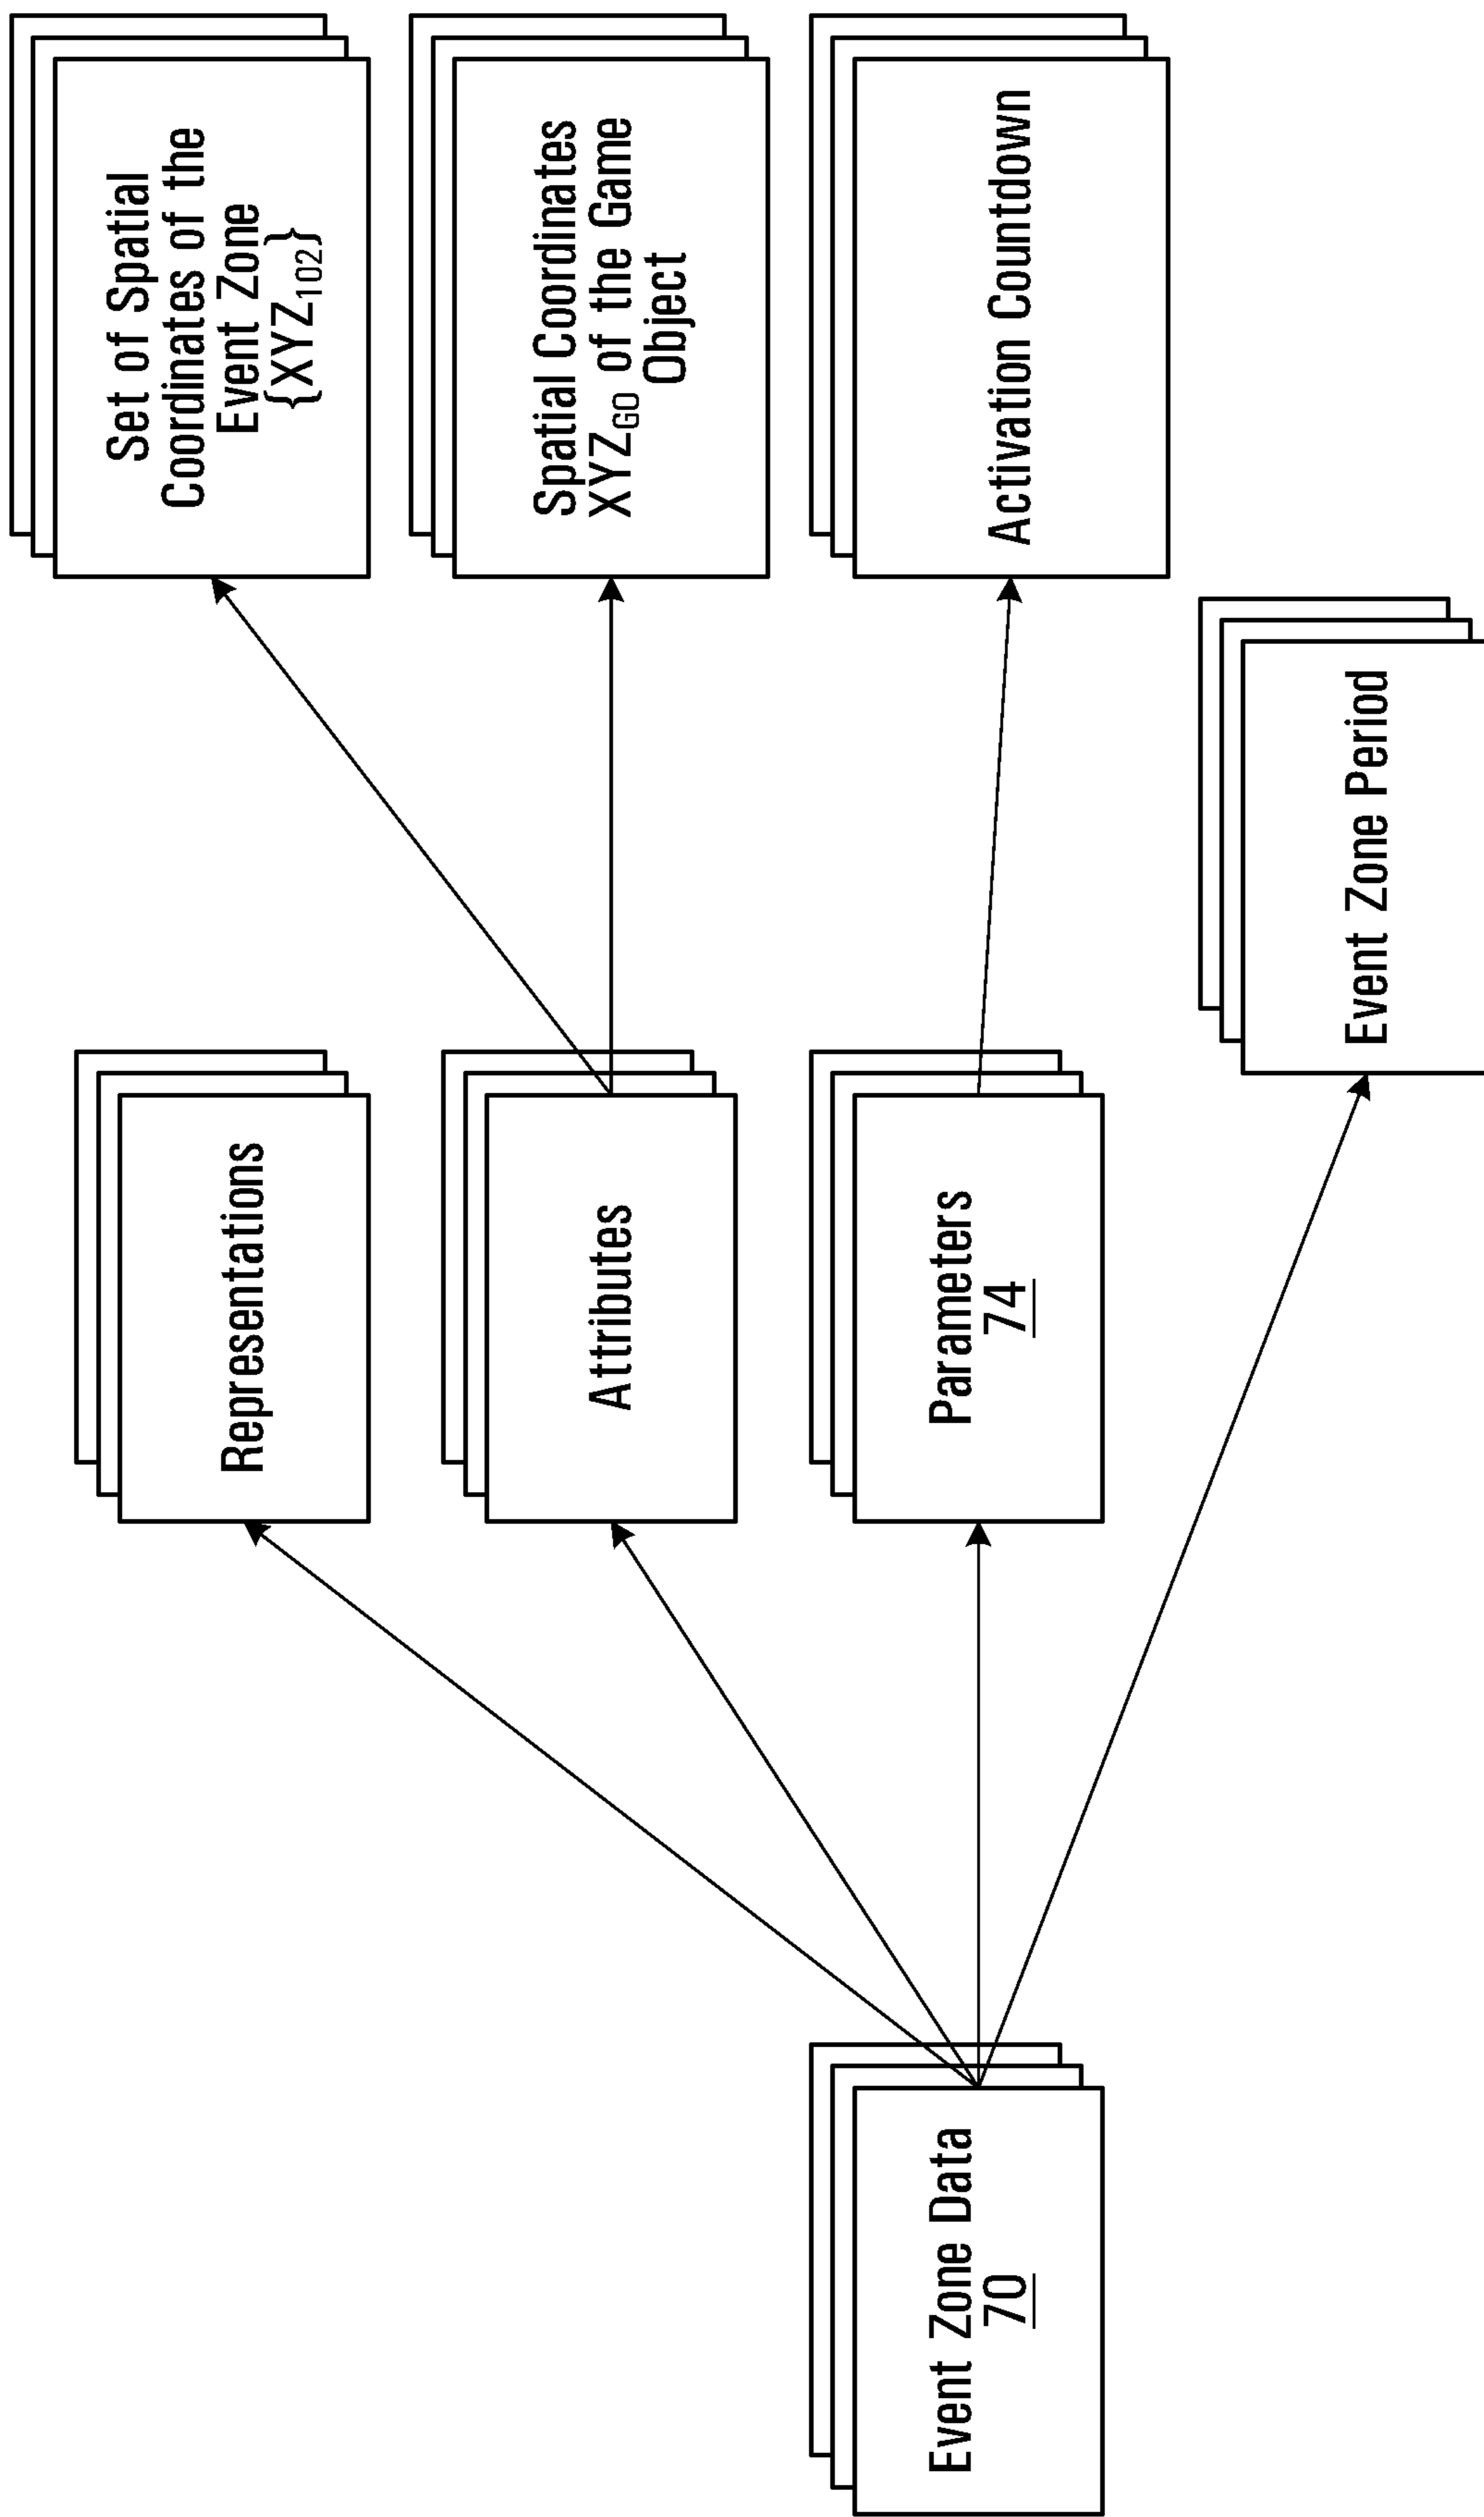 Event Zone Data
70
Representations
Attributes
Parameters
74
Event Zone Period
Set of Spatial
Coordinates of the
Event Zone
{XYZ102}
Spatial Coordinates
XYZGO of the Game
Object
Activation Countdown